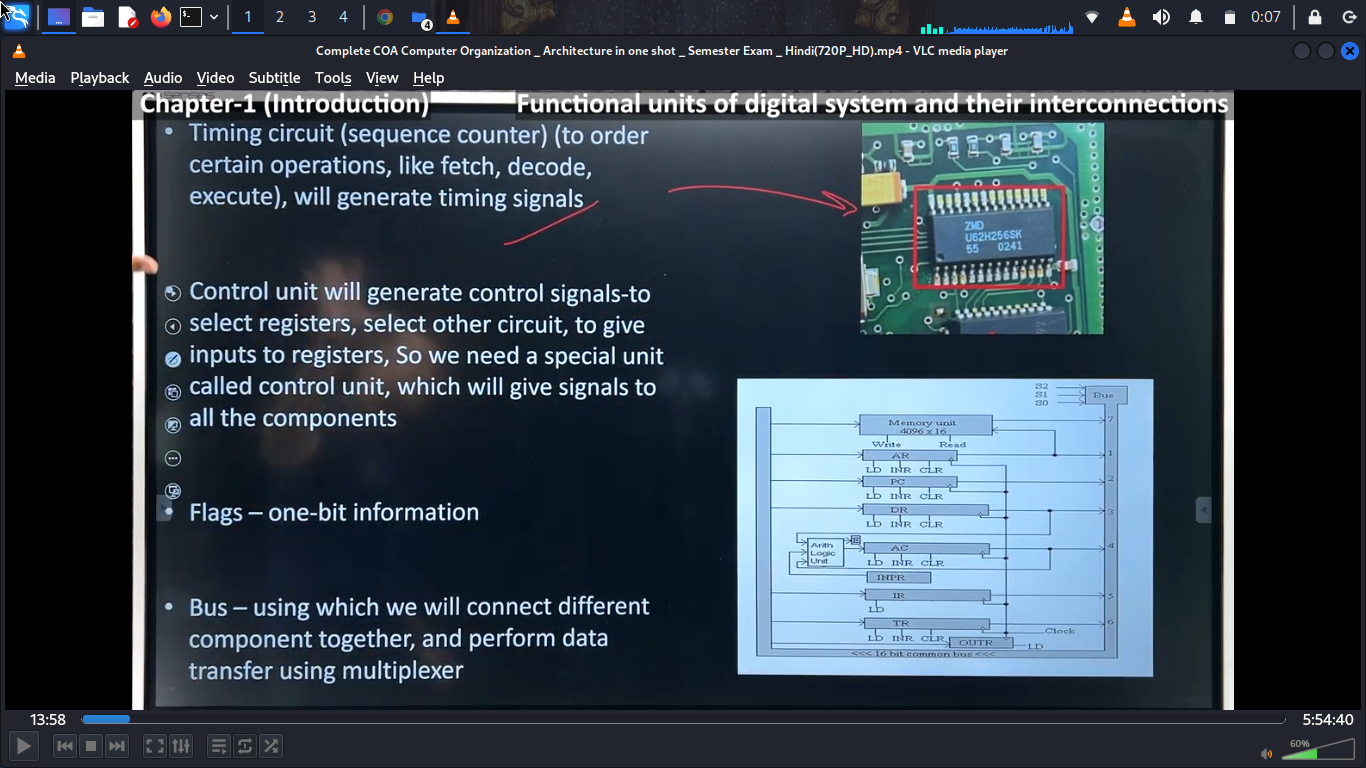 1 2 3 4
4
0:07
Complete COA Computer Organization _ Architecture in one shot _ Semester Exam _ Hindi(720P_HD).mp4 - VLC media player
Media Playback Audio Video Subtitle Tools View Help
Chapter-1 (Introduction) Functional units of digital system and their interconnections
• Timing circuit (sequence counter) (to order
certain operations, like fetch, decode,
execute), will generate timing signals
ZMD
U62H256SK
55 0241
Control unit will generate control signals-to
select registers, select other circuit, to give
inputs to registers, So we need a special unit
called control unit, which will give signals to
all the components
• Flags – one-bit information
• Bus – using which we will connect different
component together, and perform data
transfer using multiplexer
S2
S1
S0
Bus
Memory unit
4096 x 16
7
Write Read
AR
1
LD INR CLR
PC
2
LD INR CLR
DR
3
LD INR CLR
Arith
Logic
Unit
E
AC
4
LD INR CLR
INPR
IR
5
LD
TR
6
LD INR CLR
Clock
OUTR
LD
<<< 16 bit common bus <<<
13:58
5:54:40
60%